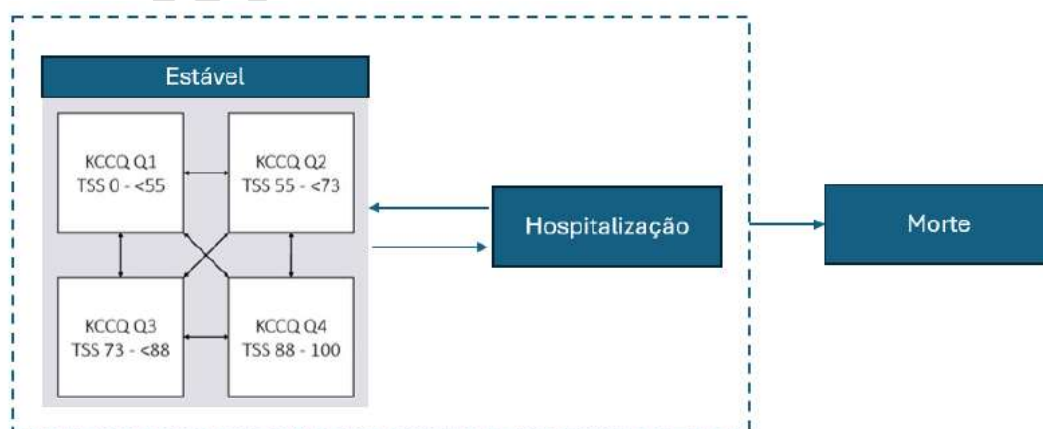 Estável
KCCQ Q1
TSS 0 - <55
KCCQ Q2
TSS 55 - <73
Hospitalização
Morte
KCCQ Q3
TSS 73 - <88
KCCQ Q4
TSS 88 - 100